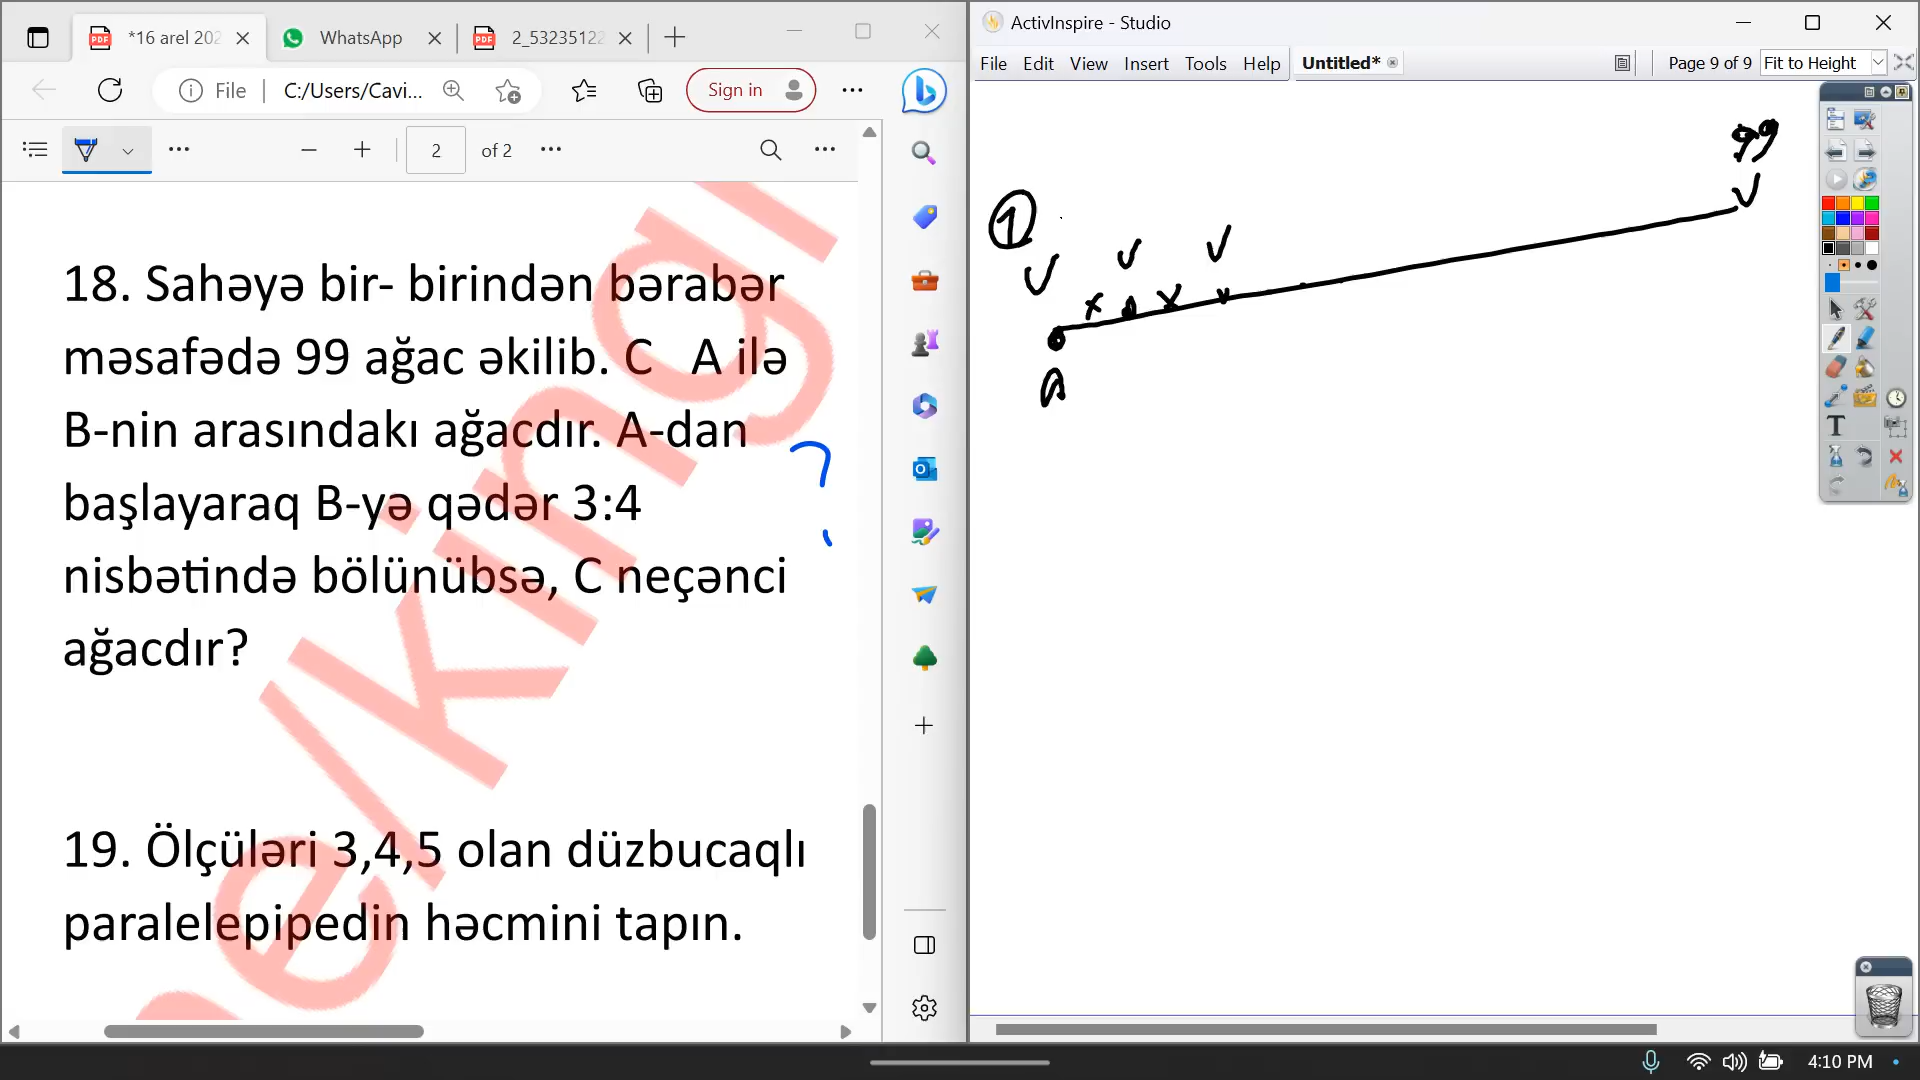 *16 arel 202
WhatsApp
2_53235122
File
C:/Users/Cavi...
Sign in
2
of 2
18. Sahəyə bir- birindən bərabər
məsafədə 99 ağac əkilib. C A ilə
B-nin arasındakı ağacdır. A-dan
başlayaraq B-yə qədər 3:4
nisbətində bölünübsə, C neçənci
ağacdır?
?
19. Ölçüləri 3,4,5 olan düzbucaqlı
paralelepipedin həcmini tapın.
ActivInspire - Studio
File Edit View Insert Tools Help
Untitled*
Page 9 of 9
Fit to Height
1
99
A
4:10 PM